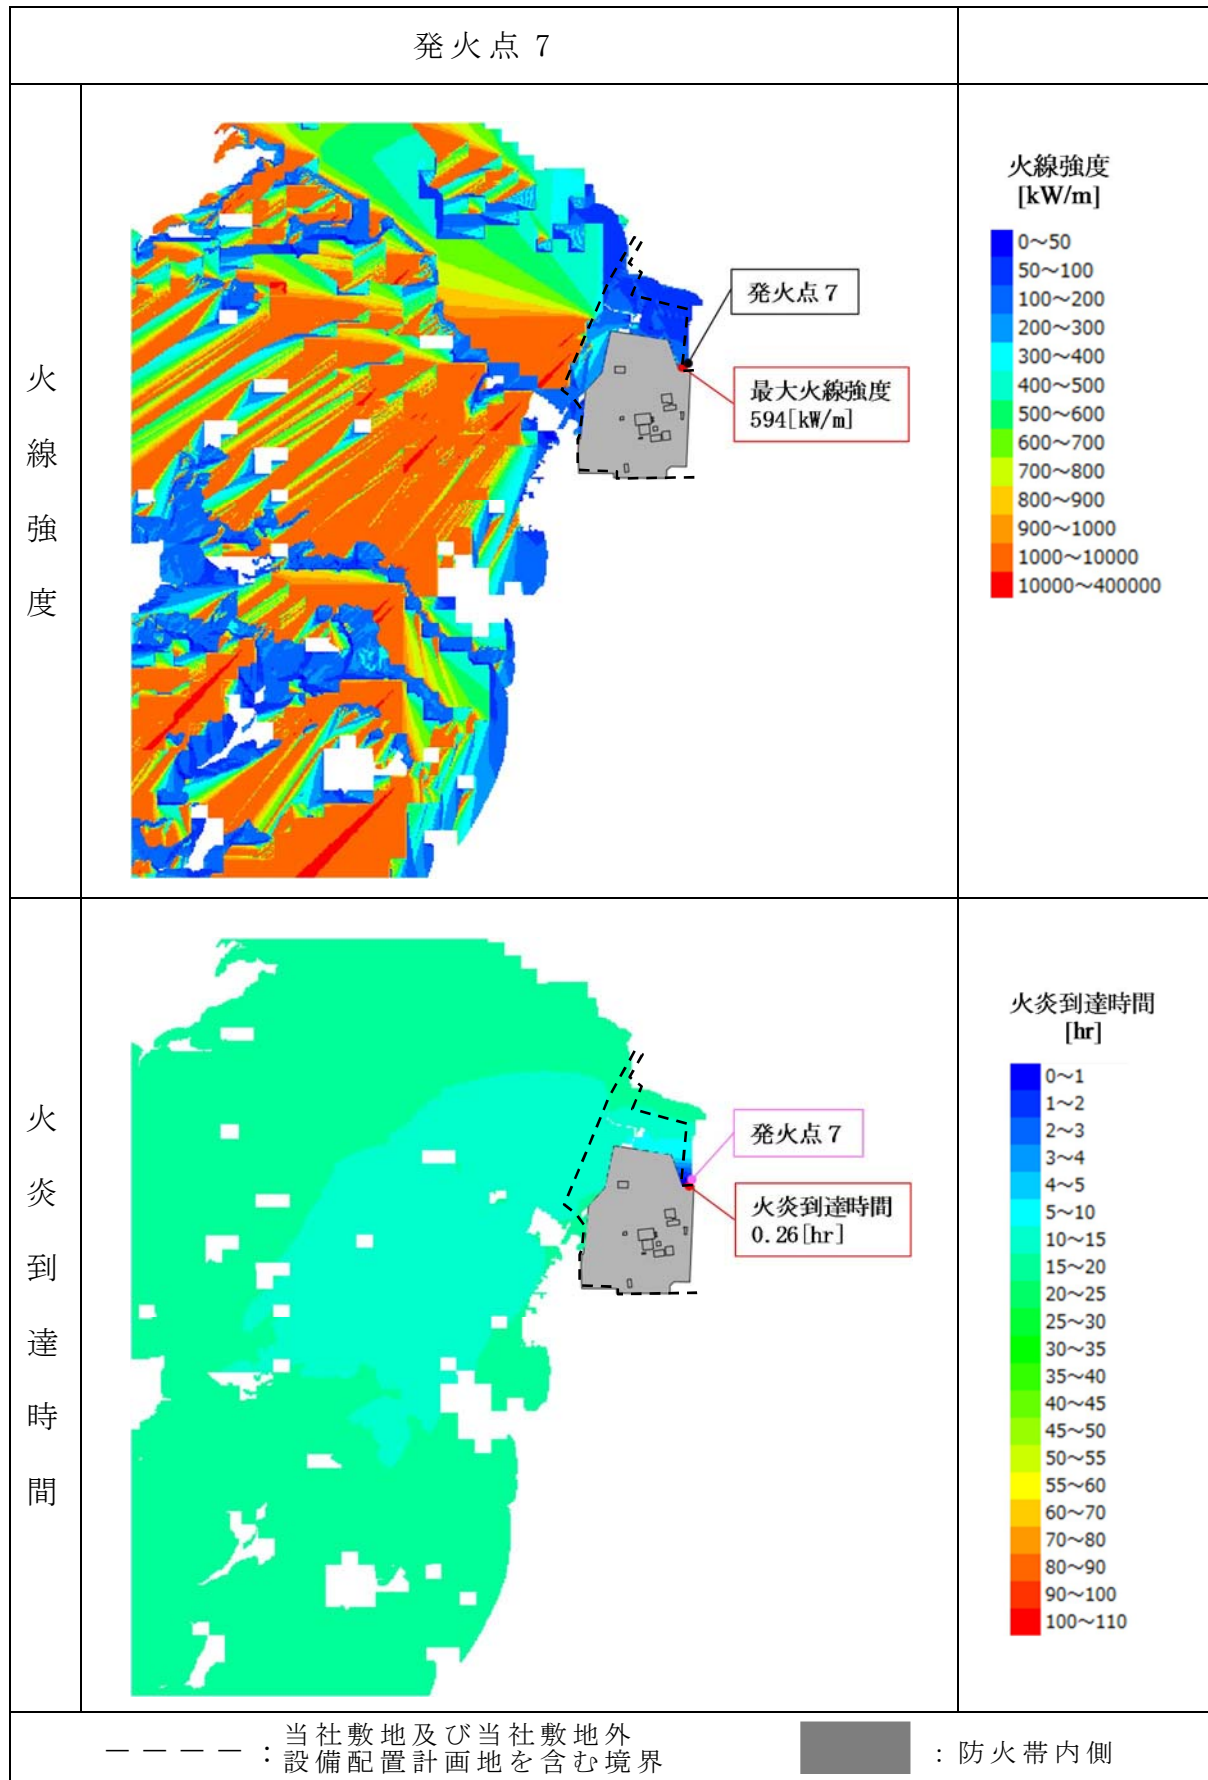 発火点 7
火線強度
火線強度
[kW/m]
0～50
50～100
100～200
200～300
300～400
400～500
500～600
600～700
700～800
800～900
900～1000
1000～10000
10000～400000
発火点 7
最大火線強度
594[kW/m]
火炎到達時間
火炎到達時間
[hr]
0～1
1～2
2～3
3～4
4～5
5～10
10～15
15～20
20～25
25～30
30～35
35～40
40～45
45～50
50～55
55～60
60～70
70～80
80～90
90～100
100～110
発火点 7
火炎到達時間
0.26[hr]
：当社敷地及び当社敷地外
設備配置計画地を含む境界
：防火帯内側